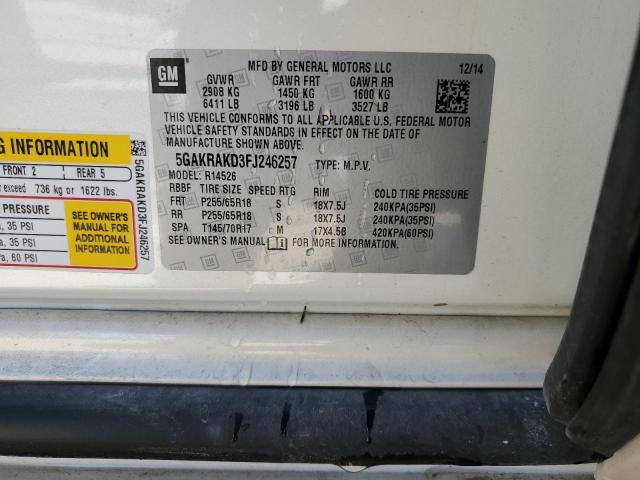 GM
MFD BY GENERAL MOTORS LLC 12/14
GVWR GAWR FRT GAWR RR
2908 KG 1450 KG 1600 KG
6411 LB 3196 LB 3527 LB
THIS VEHICLE CONFORMS TO ALL APPLICABLE U.S. FEDERAL MOTOR
VEHICLE SAFETY STANDARDS IN EFFECT ON THE DATE OF
MANUFACTURE SHOWN ABOVE.
5GAKRAKD3FJ246257 TYPE: M.P.V.
MODEL: R14526
RBBF TIRE SIZE SPEED RTG RIM COLD TIRE PRESSURE
FRT P255/65R18 S 18X7.5J 240KPA(35PSI)
RR P255/65R18 S 18X7.5J 240KPA(35PSI)
SPA T145/70R17 M 17X4.5B 420KPA(60PSI)
SEE OWNER'S MANUAL FOR MORE INFORMATION.
G INFORMATION
FRONT 2 REAR 5
exceed 736 kg or 1622 lbs.
PRESSURE
, 35 PSI
a, 35 PSI
a, 60 PSI
SEE OWNER'S
MANUAL FOR
ADDITIONAL
INFORMATION
5GAKRAKD3FJ246257